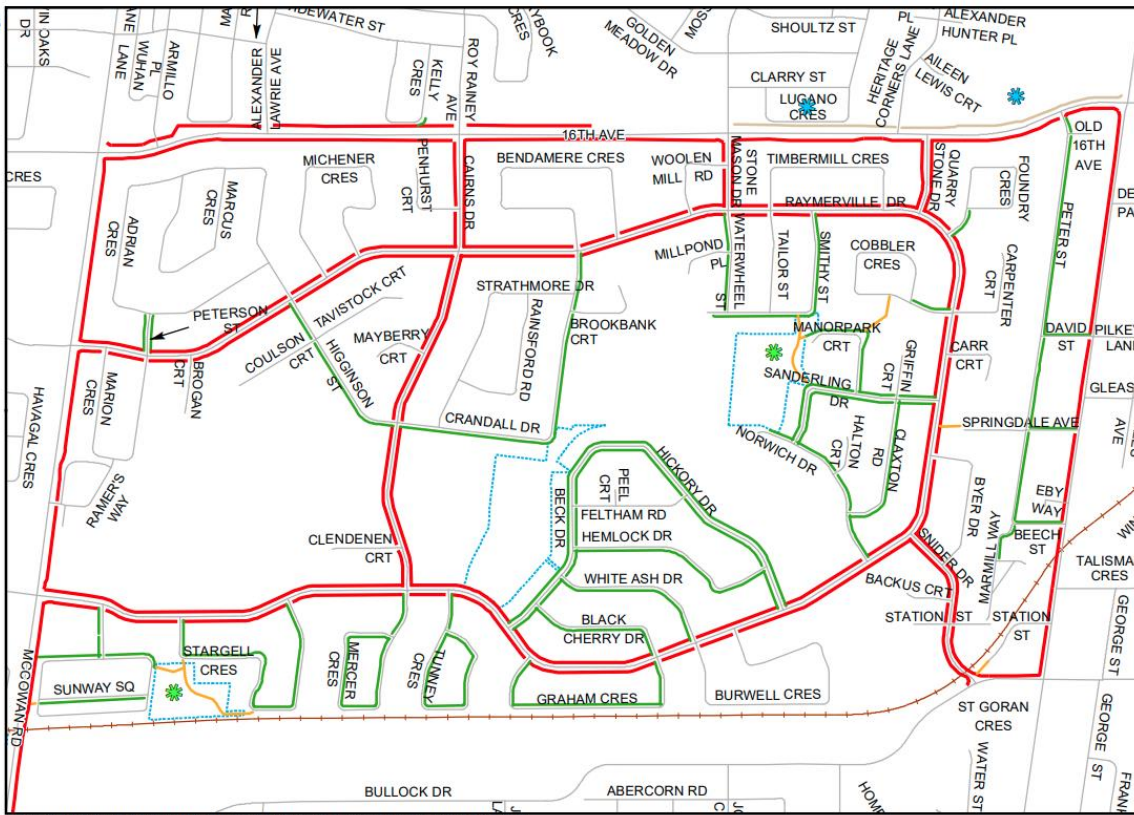 OAKS
DR
LANE
WUHAN
ARMILLO
PL
ALEXANDER
LAWRIE AVE
KELLY
CRES
ROY RAINEY
AVE
CRES
GOLDEN
MEADOW DR
SHOULTZ ST
PL
ALEXANDER
HUNTER PL
HERITAGE
CORNERS LANE
AILEEN
LEWIS CRT
CLARRY ST
LUGANO
CRES
16TH AVE
OLD
16TH
AVE
CRES
ADRIAN
CRES
MARCUS
CRES
MICHENER
CRES
PENHURST
CRT
CAIRNS DR
BENDAMERE CRES
WOOLEN
MILL RD
STONE
MASON DR
TIMBERMILL CRES
QUARRY
STONE DR
FOUNDRY
CRES
PETER ST
RAYMERVILLE DR
MILLPOND
PL
WATERWHEEL
ST
TAILOR ST
SMITHY ST
COBBLER
CRES
CARPENTER
CRT
PETERSON
ST
COULSON
CRT
TAVISTOCK CRT
HIGGINSON
ST
MAYBERRY
CRT
STRATHMORE DR
RAINSFORD RD
BROOKBANK
CRT
MANORPARK
CRT
GRIFFIN
CRT
CARR
CRT
DAVID
ST
PILKEY
LANE
HAVAGAL CRES
MARION
CRES
BROGAN
CRT
CRANDALL DR
SANDERLING
DR
NORWICH DR
HALTON
CRT
CLAXTON
RD
SPRINGDALE AVE
AVE
RAMER'S
WAY
CLENDENEN
CRT
BECK DR
PEEL
CRT
HICKORY DR
FELTHAM RD
HEMLOCK DR
WHITE ASH DR
BLACK
CHERRY DR
BYER DR
MARMILL WAY
EBY
WAY
BEECH
ST
SNIDER DR
BACKUS CRT
STATION ST
STATION
ST
CRES
GEORGE ST
MCCOWAN RD
STARGELL
CRES
SUNWAY SQ
MERCER
CRES
TUNNEY
CRES
GRAHAM CRES
BURWELL CRES
ST GORAN
CRES
WATER ST
GEORGE
ST
BULLOCK DR
ABERCORN RD